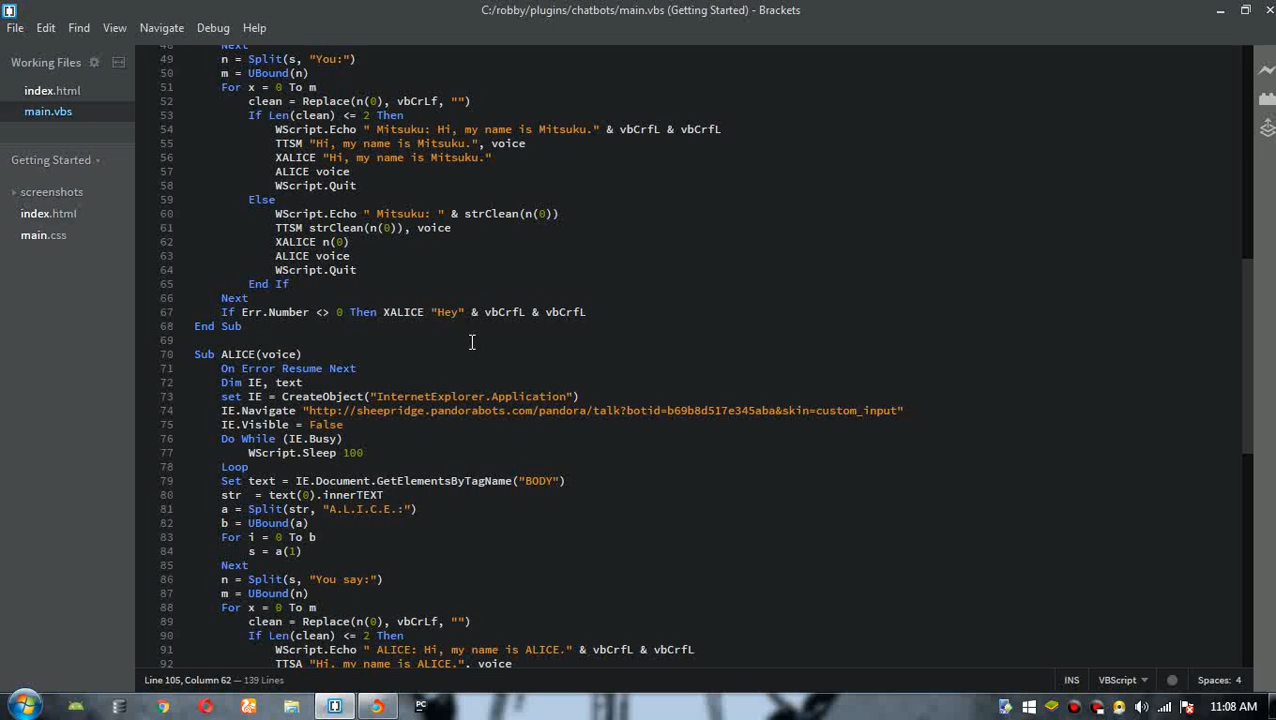 C:/robby/plugins/chatbots/main.vbs (Getting Started) - Brackets
File Edit Find View Navigate Debug Help
Working Files
index.html
main.vbs
Getting Started
screenshots
index.html
main.css
48 Next
49 n = Split(s, "You:")
50 m = UBound(n)
51 For x = 0 To m
52 clean = Replace(n(0), vbCrLf, "")
53 If Len(clean) <= 2 Then
54 WScript.Echo " Mitsuku: Hi, my name is Mitsuku." & vbCrfL & vbCrfL
55 TTSM "Hi, my name is Mitsuku.", voice
56 XALICE "Hi, my name is Mitsuku."
57 ALICE voice
58 WScript.Quit
59 Else
60 WScript.Echo " Mitsuku: " & strClean(n(0))
61 TTSM strClean(n(0)), voice
62 XALICE n(0)
63 ALICE voice
64 WScript.Quit
65 End If
66 Next
67 If Err.Number <> 0 Then XALICE "Hey" & vbCrfL & vbCrfL
68 End Sub
69
70 Sub ALICE(voice)
71 On Error Resume Next
72 Dim IE, text
73 set IE = CreateObject("InternetExplorer.Application")
74 IE.Navigate "http://sheepridge.pandorabots.com/pandora/talk?botid=b69b8d517e345aba&skin=custom_input"
75 IE.Visible = False
76 Do While (IE.Busy)
77 WScript.Sleep 100
78 Loop
79 Set text = IE.Document.GetElementsByTagName("BODY")
80 str  = text(0).innerTEXT
81 a = Split(str, "A.L.I.C.E.:")
82 b = UBound(a)
83 For i = 0 To b
84 s = a(1)
85 Next
86 n = Split(s, "You say:")
87 m = UBound(n)
88 For x = 0 To m
89 clean = Replace(n(0), vbCrLf, "")
90 If Len(clean) <= 2 Then
91 WScript.Echo " ALICE: Hi, my name is ALICE." & vbCrfL & vbCrfL
92 TTSA "Hi, my name is ALICE.", voice
Line 105, Column 62 — 139 Lines
INS VBScript Spaces: 4
PC
11:08 AM